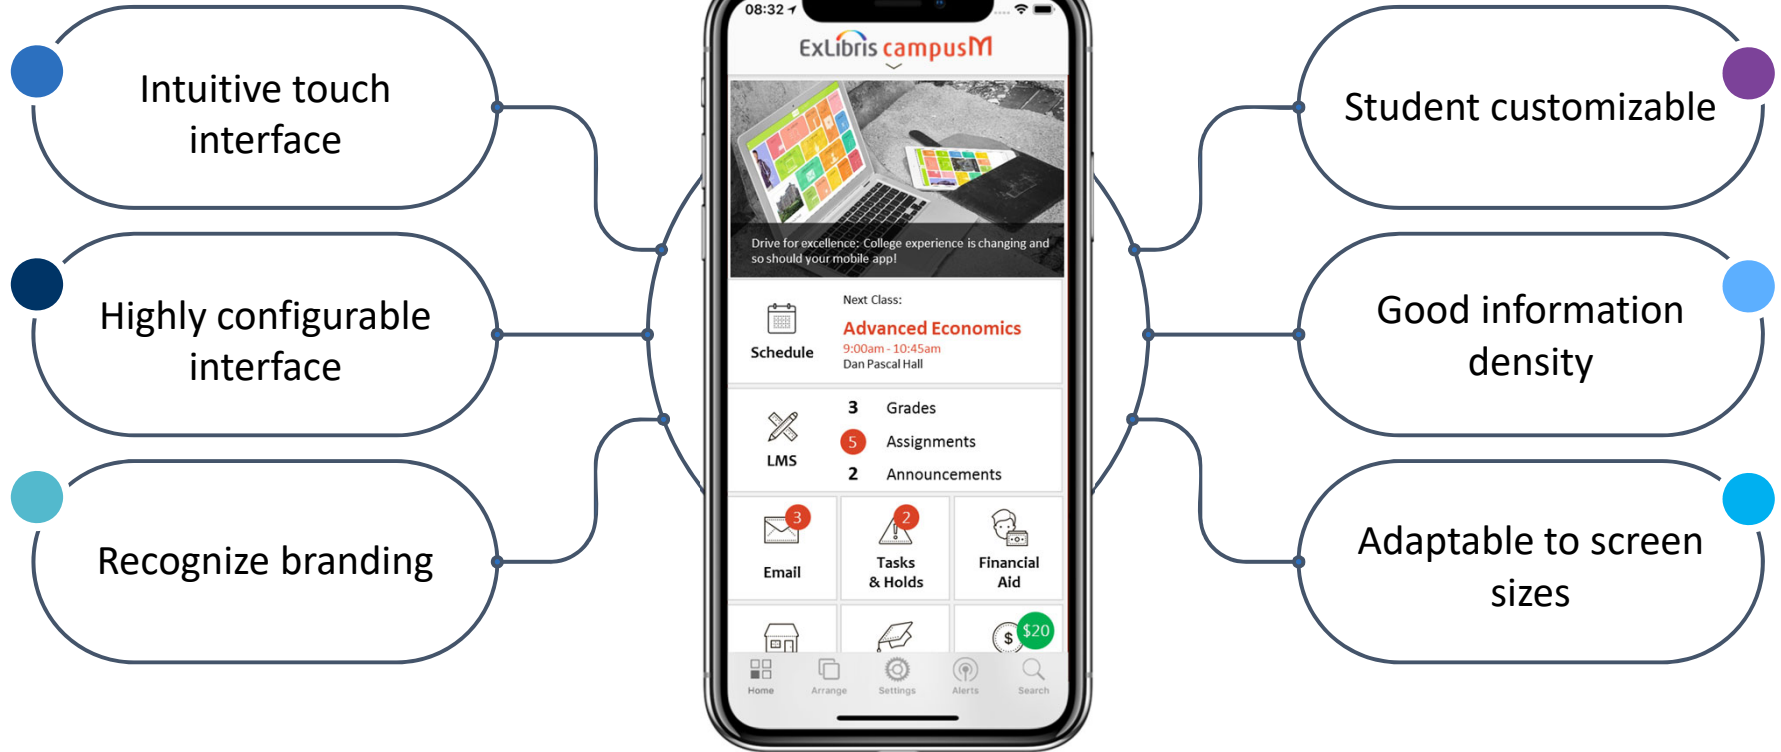 Intuitive touch
interface
Highly configurable
interface
Recognize branding
08:32
ExLibris campusM
Drive for excellence: College experience is changing and
so should your mobile app!
Schedule
Next Class:
Advanced Economics
9:00am - 10:45am
Dan Pascal Hall
LMS
3 Grades
5 Assignments
2 Announcements
3
Email
2
Tasks
& Holds
Financial
Aid
$ $20
Home
Arrange
Settings
Alerts
Search
Student customizable
Good information
density
Adaptable to screen
sizes